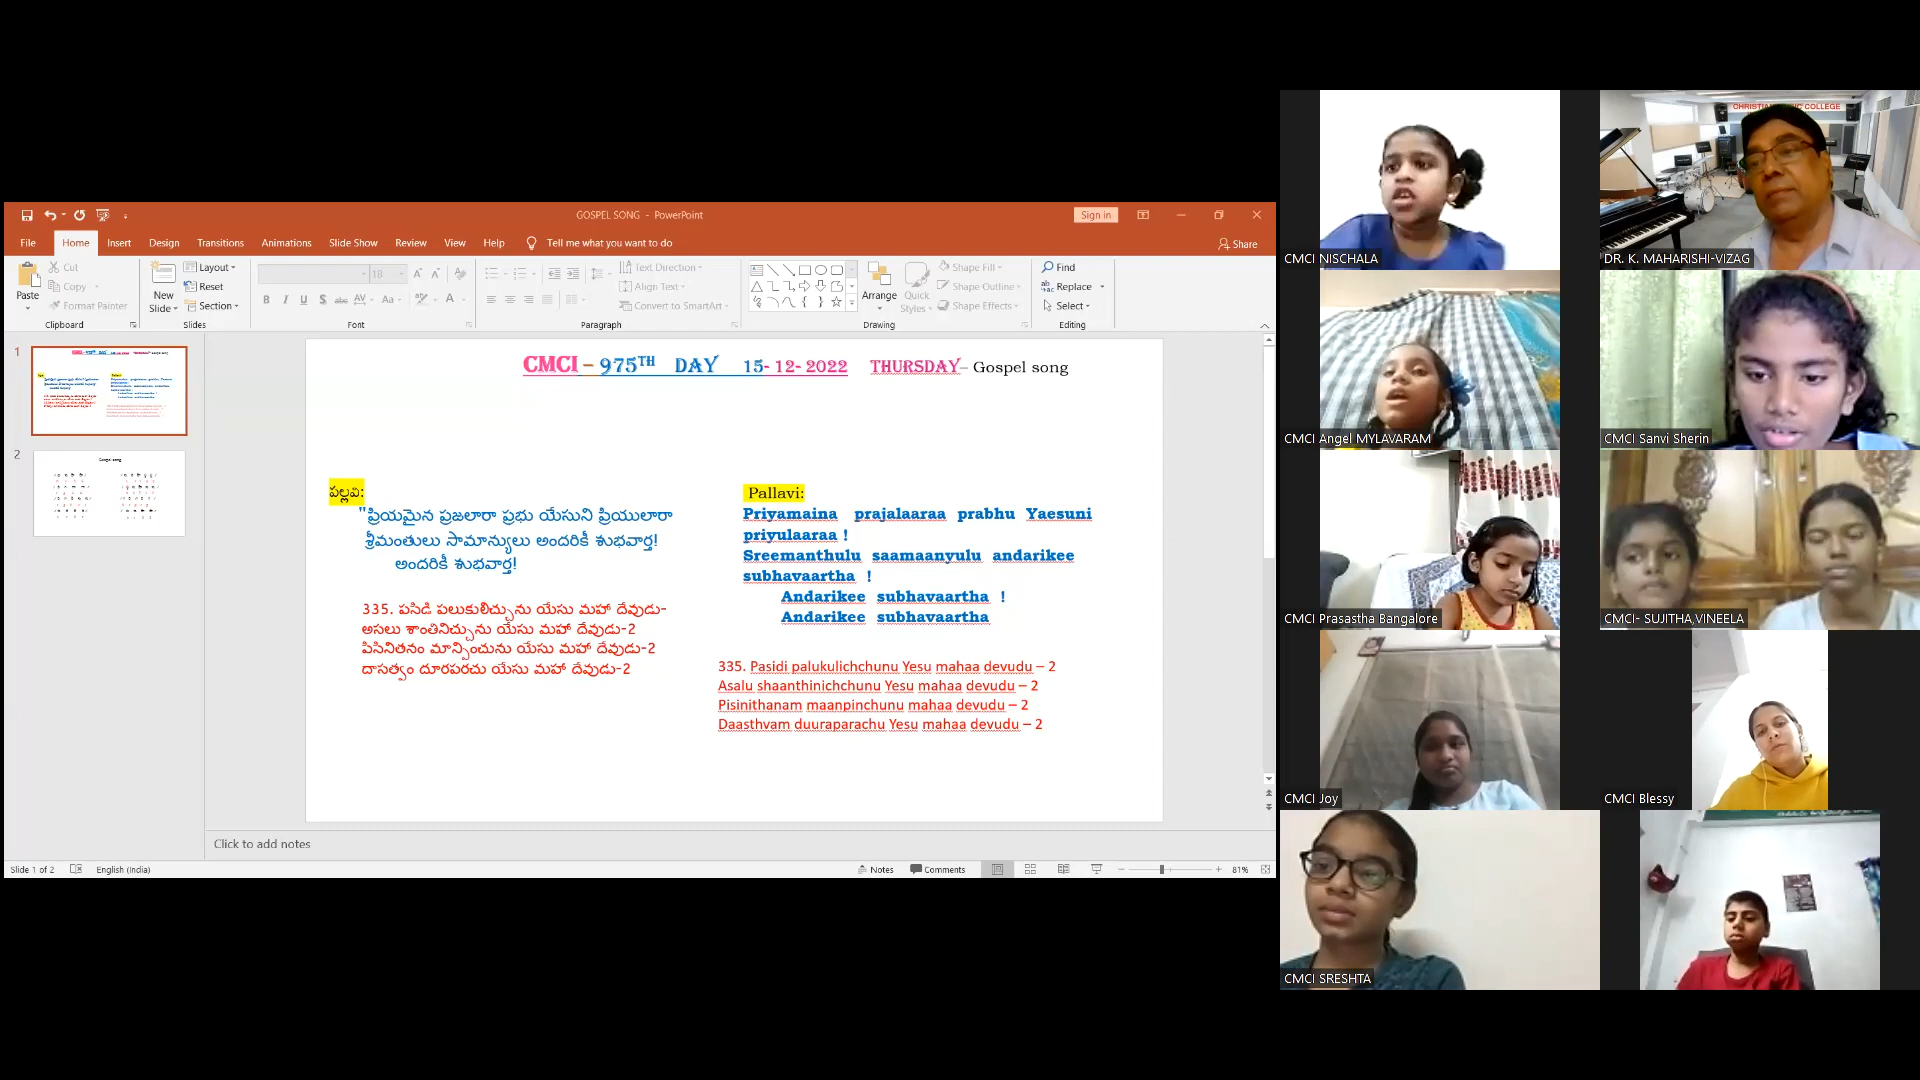 GOSPEL SONG - PowerPoint
Sign in
File Home Insert Design Transitions Animations Slide Show Review View Help Tell me what you want to do
Share
Paste
Cut
Copy
Format Painter
Clipboard
New
Slide
Layout
Reset
Section
Slides
18
B I U S abc AV Aa A
Font
Text Direction
Align Text
Convert to SmartArt
Paragraph
Arrange
Quick
Styles
Shape Fill
Shape Outline
Shape Effects
Drawing
Find
Replace
Select
Editing
1
2
Gospel song
CMCI – 975TH DAY 15- 12- 2022 THURSDAY– Gospel song
పల్లవి:
"ప్రియమైన ప్రజలారా ప్రభు యేసుని ప్రియులారా
శ్రీమంతులు సామాన్యులు అందరికీ శుభవార్త!
అందరికీ శుభవార్త!
335. పసిడి పలుకులిచ్చును యేసు మహా దేవుడు-
అసలు శాంతినిచ్చును యేసు మహా దేవుడు-2
పిసినితనం మాన్పించును యేసు మహా దేవుడు-2
దాసత్వం దూరపరచు యేసు మహా దేవుడు-2
Pallavi:
Priyamaina prajalaaraa prabhu Yaesuni
priyulaaraa !
Sreemanthulu saamaanyulu andarikee
subhavaartha !
Andarikee subhavaartha !
Andarikee subhavaartha
335. Pasidi palukulichchunu Yesu mahaa devudu – 2
Asalu shaanthinichchunu Yesu mahaa devudu – 2
Pisinithanam maanpinchunu mahaa devudu – 2
Daasthvam duuraparachu Yesu mahaa devudu – 2
Click to add notes
Slide 1 of 2 English (India) Notes Comments 81%
CMCI NISCHALA
DR. K. MAHARISHI-VIZAG
CMCI Angel MYLAVARAM
CMCI Sanvi Sherin
CMCI Prasastha Bangalore
CMCI- SUJITHA,VINEELA
CMCI Joy
CMCI Blessy
CMCI SRESHTA